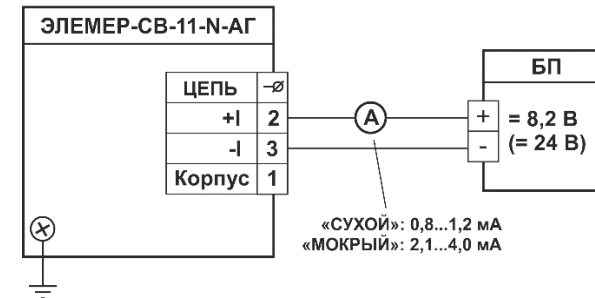 ЭЛЕМЕР-СВ-11-N-АГ
БП
ЦЕПЬ
+I 2
А
+ = 8,2 В
-I 3
- (= 24 В)
Корпус 1
«СУХОЙ»: 0,8...1,2 мА
«МОКРЫЙ»: 2,1...4,0 мА